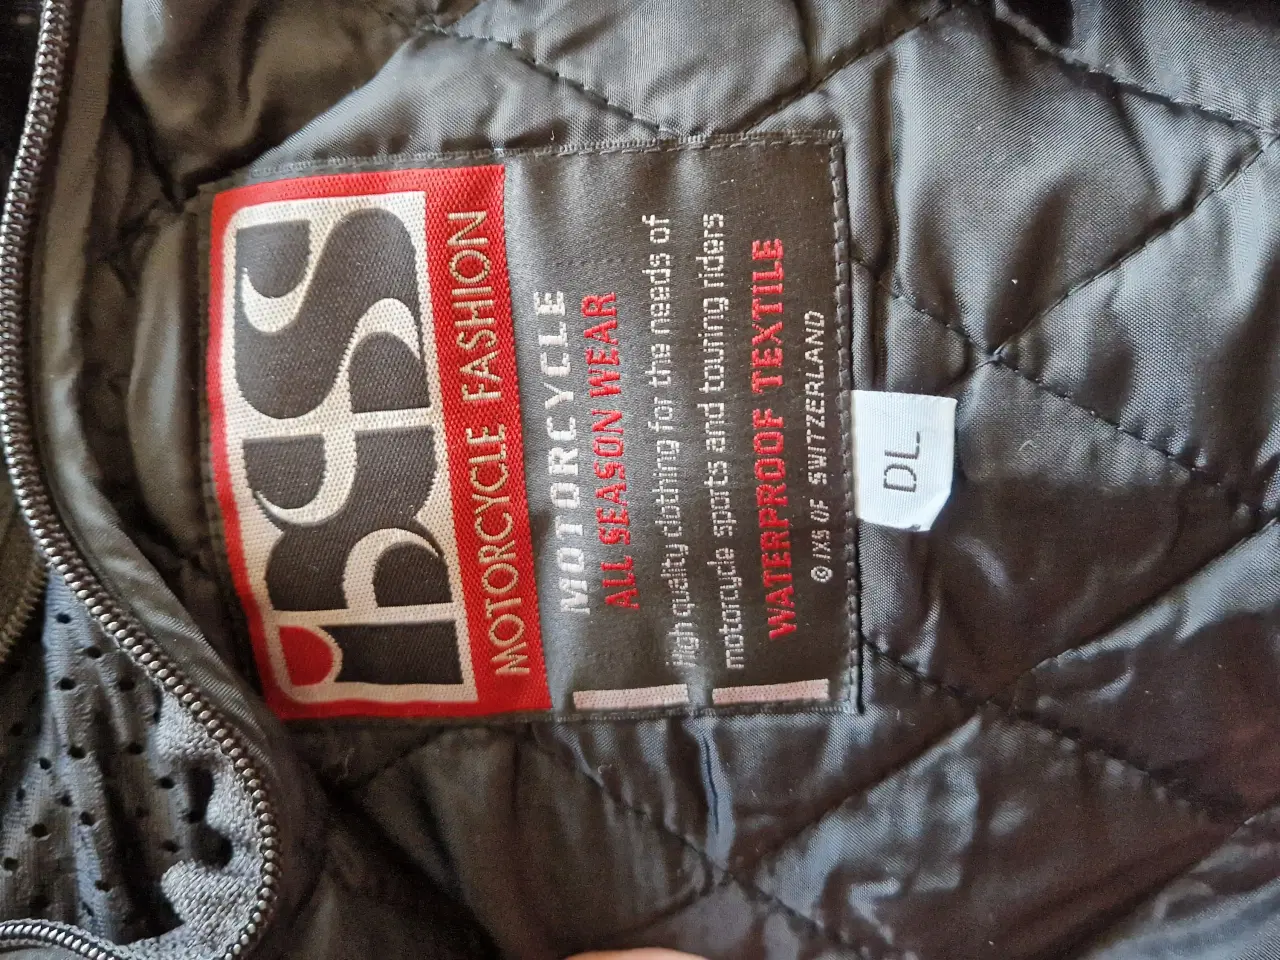 ixs
MOTORCYCLE FASHION
MOTORCYCLE
ALL SEASON WEAR
High quality clothing for the needs of
motorcycle sports and touring riders
WATERPROOF TEXTILE
© IXS OF SWITZERLAND
DL